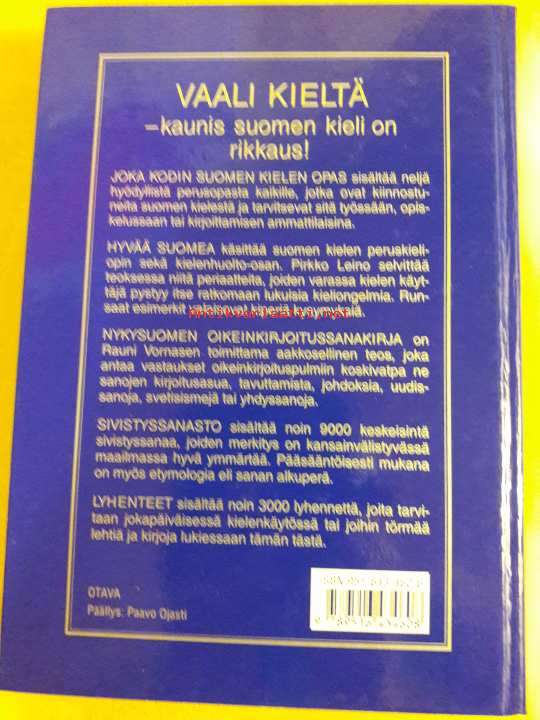 VAALI KIELTÄ
–kaunis suomen kieli on
rikkaus!
JOKA KODIN SUOMEN KIELEN OPAS sisältää neljä
hyödyllistä perusopasta kaikille, jotka ovat kiinnostu-
neita suomen kielestä ja tarvitsevat sitä työssään, opis-
kelussaan tai kirjoittamisen ammattilaisina.
HYVÄÄ SUOMEA käsittää suomen kielen peruskieli-
opin sekä kielenhuolto-osan. Pirkko Leino selvittää
teoksessa niitä periaatteita, joiden varassa kielen käyt-
täjä pystyy itse ratkomaan lukuisia kieliongelmia. Run-
saat esimerkit valaisevat kiperiä kysymyksiä.
NYKYSUOMEN OIKEINKIRJOITUSSANAKIRJA on
Rauni Vornasen toimittama aakkosellinen teos, joka
antaa vastaukset oikeinkirjoituspulmiin koskivatpa ne
sanojen kirjoitusasua, tavuttamista, johdoksia, uudis-
sanoja, svetisismejä tai yhdyssanoja.
SIVISTYSSANASTO sisältää noin 9000 keskeisintä
sivistyssanaa, joiden merkitys on kansainvälistyvässä
maailmassa hyvä ymmärtää. Pääsääntöisesti mukana
on myös etymologia eli sanan alkuperä.
LYHENTEET sisältää noin 3000 lyhennettä, joita tarvi-
taan jokapäiväisessä kielenkäytössä tai joihin törmää
lehtiä ja kirjoja lukiessaan tämän tästä.
OTAVA
Päällys: Paavo Ojasti